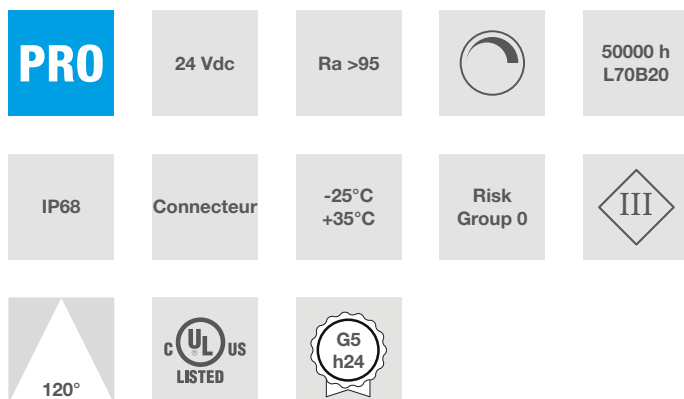 PRO
24 Vdc
Ra >95
50000 h
L70B20
IP68
Connecteur
-25°C
+35°C
Risk
Group 0
III
120°
C UL US
®
LISTED
G5
h24